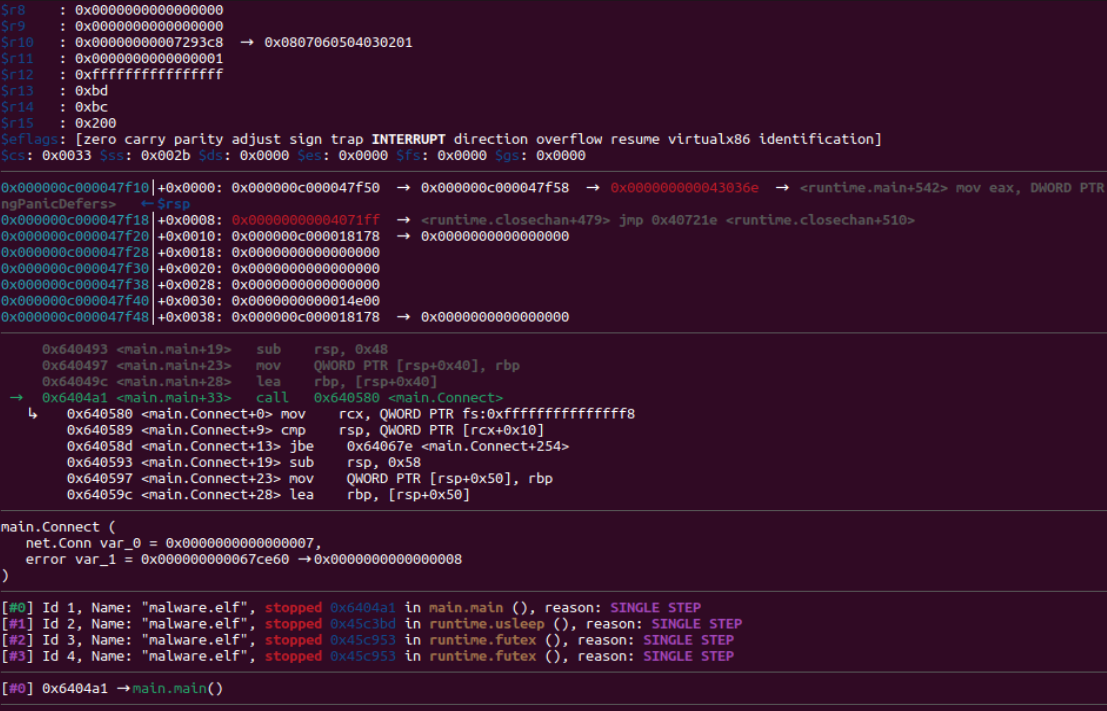 $r8    : 0x0000000000000000
$r9    : 0x0000000000000000
$r10   : 0x00000000007293c8  →  0x0807060504030201
$r11   : 0x0000000000000001
$r12   : 0xffffffffffffffff
$r13   : 0xbd
$r14   : 0xbc
$r15   : 0x200
$eflags: [zero carry parity adjust sign trap INTERRUPT direction overflow resume virtualx86 identification]
$cs: 0x0033 $ss: 0x002b $ds: 0x0000 $es: 0x0000 $fs: 0x0000 $gs: 0x0000
0x000000c000047f10│+0x0000: 0x000000c000047f50  →  0x000000c000047f58  →  0x000000000043036e  →  <runtime.main+542> mov eax, DWORD PTR
ngPanicDefers>   ←$rsp
0x000000c000047f18│+0x0008: 0x00000000004071ff  →  <runtime.closechan+479> jmp 0x40721e <runtime.closechan+510>
0x000000c000047f20│+0x0010: 0x000000c000018178  →  0x0000000000000000
0x000000c000047f28│+0x0018: 0x0000000000000000
0x000000c000047f30│+0x0020: 0x0000000000000000
0x000000c000047f38│+0x0028: 0x0000000000000000
0x000000c000047f40│+0x0030: 0x0000000000014e00
0x000000c000047f48│+0x0038: 0x000000c000018178  →  0x0000000000000000
0x640493 <main.main+19>   sub    rsp, 0x48
0x640497 <main.main+23>   mov    QWORD PTR [rsp+0x40], rbp
0x64049c <main.main+28>   lea    rbp, [rsp+0x40]
→  0x6404a1 <main.main+33>   call   0x640580 <main.Connect>
↳    0x640580 <main.Connect+0> mov    rcx, QWORD PTR fs:0xfffffffffffffff8
0x640589 <main.Connect+9> cmp    rsp, QWORD PTR [rcx+0x10]
0x64058d <main.Connect+13> jbe    0x64067e <main.Connect+254>
0x640593 <main.Connect+19> sub    rsp, 0x58
0x640597 <main.Connect+23> mov    QWORD PTR [rsp+0x50], rbp
0x64059c <main.Connect+28> lea    rbp, [rsp+0x50]
main.Connect (
   net.Conn var_0 = 0x0000000000000007,
   error var_1 = 0x000000000067ce60 →0x0000000000000008
)
[#0] Id 1, Name: "malware.elf", stopped 0x6404a1 in main.main (), reason: SINGLE STEP
[#1] Id 2, Name: "malware.elf", stopped 0x45c3bd in runtime.usleep (), reason: SINGLE STEP
[#2] Id 3, Name: "malware.elf", stopped 0x45c953 in runtime.futex (), reason: SINGLE STEP
[#3] Id 4, Name: "malware.elf", stopped 0x45c953 in runtime.futex (), reason: SINGLE STEP
[#0] 0x6404a1 →main.main()